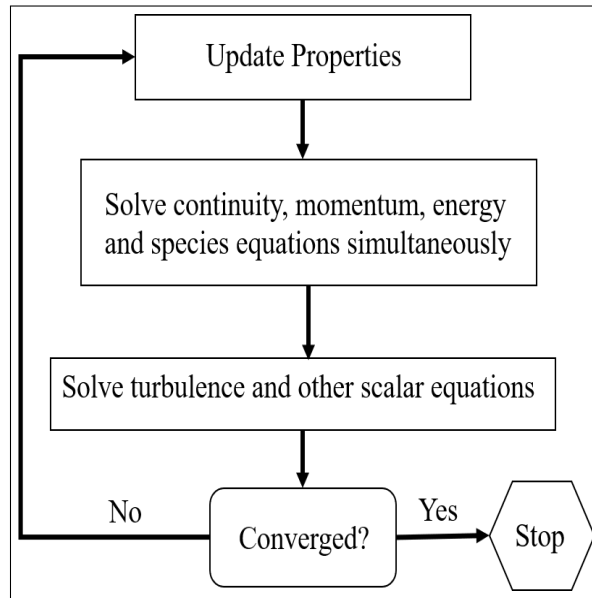 Update Properties
Solve continuity, momentum, energy
and species equations simultaneously
Solve turbulence and other scalar equations
No
Converged?
Yes
Stop